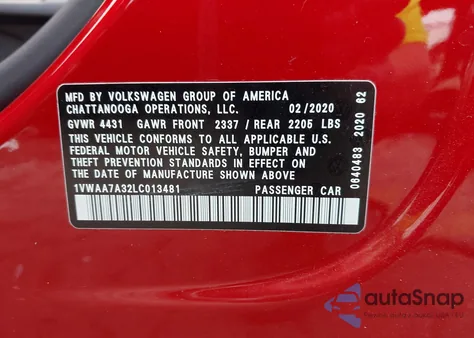 MFD BY VOLKSWAGEN GROUP OF AMERICA
CHATTANOOGA OPERATIONS, LLC. 02/2020
GVWR 4431 GAWR FRONT 2337 / REAR 2205 LBS
THIS VEHICLE CONFORMS TO ALL APPLICABLE U.S.
FEDERAL MOTOR VEHICLE SAFETY, BUMPER AND
THEFT PREVENTION STANDARDS IN EFFECT ON
THE DATE OF MANUFACTURE SHOWN ABOVE
1VWAA7A32LC013481 PASSENGER CAR
0640483 2020 62
autoSnap